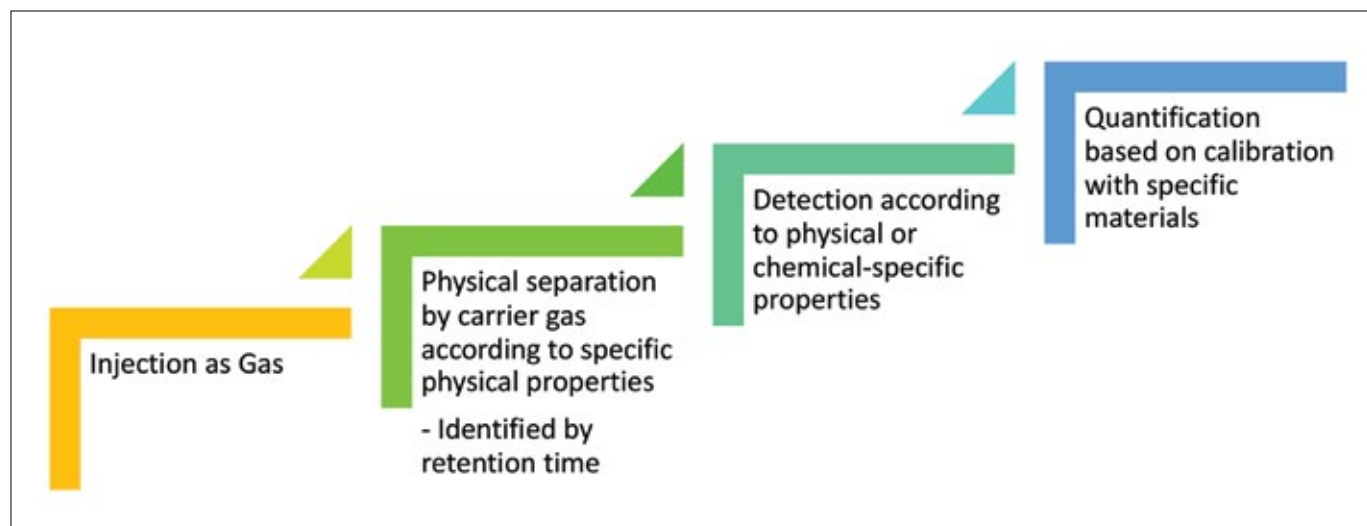 Injection as Gas
Physical separation
by carrier gas
according to specific
physical properties
- Identified by
retention time
Detection according
to physical or
chemical-specific
properties
Quantification
based on calibration
with specific
materials